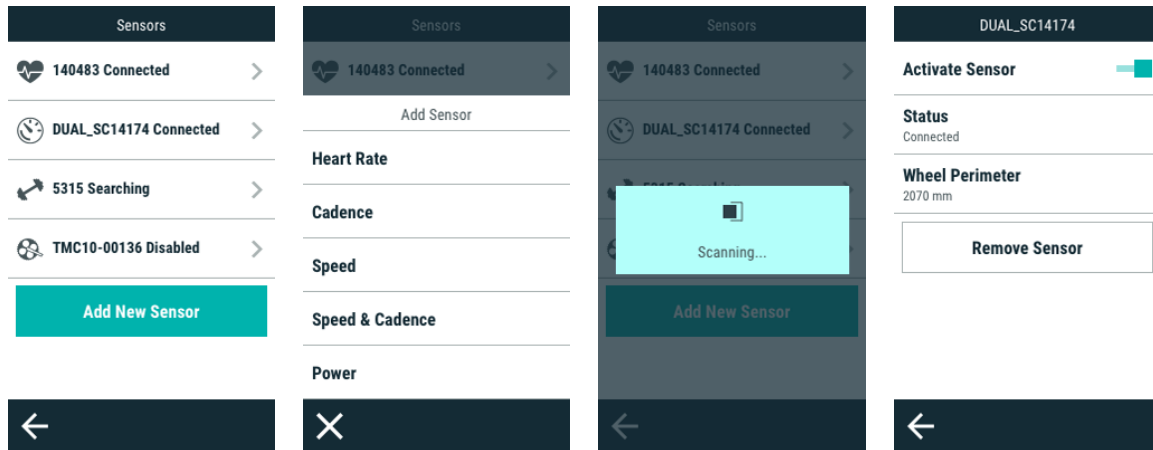 Sensors
140483 Connected
DUAL_SC14174 Connected
5315 Searching
TMC10-00136 Disabled
Add New Sensor
Sensors
140483 Connected
Add Sensor
Heart Rate
Cadence
Speed
Speed & Cadence
Power
Sensors
140483 Connected
DUAL_SC14174 Connected
Scanning...
Add New Sensor
DUAL_SC14174
Activate Sensor
Status
Connected
Wheel Perimeter
2070 mm
Remove Sensor